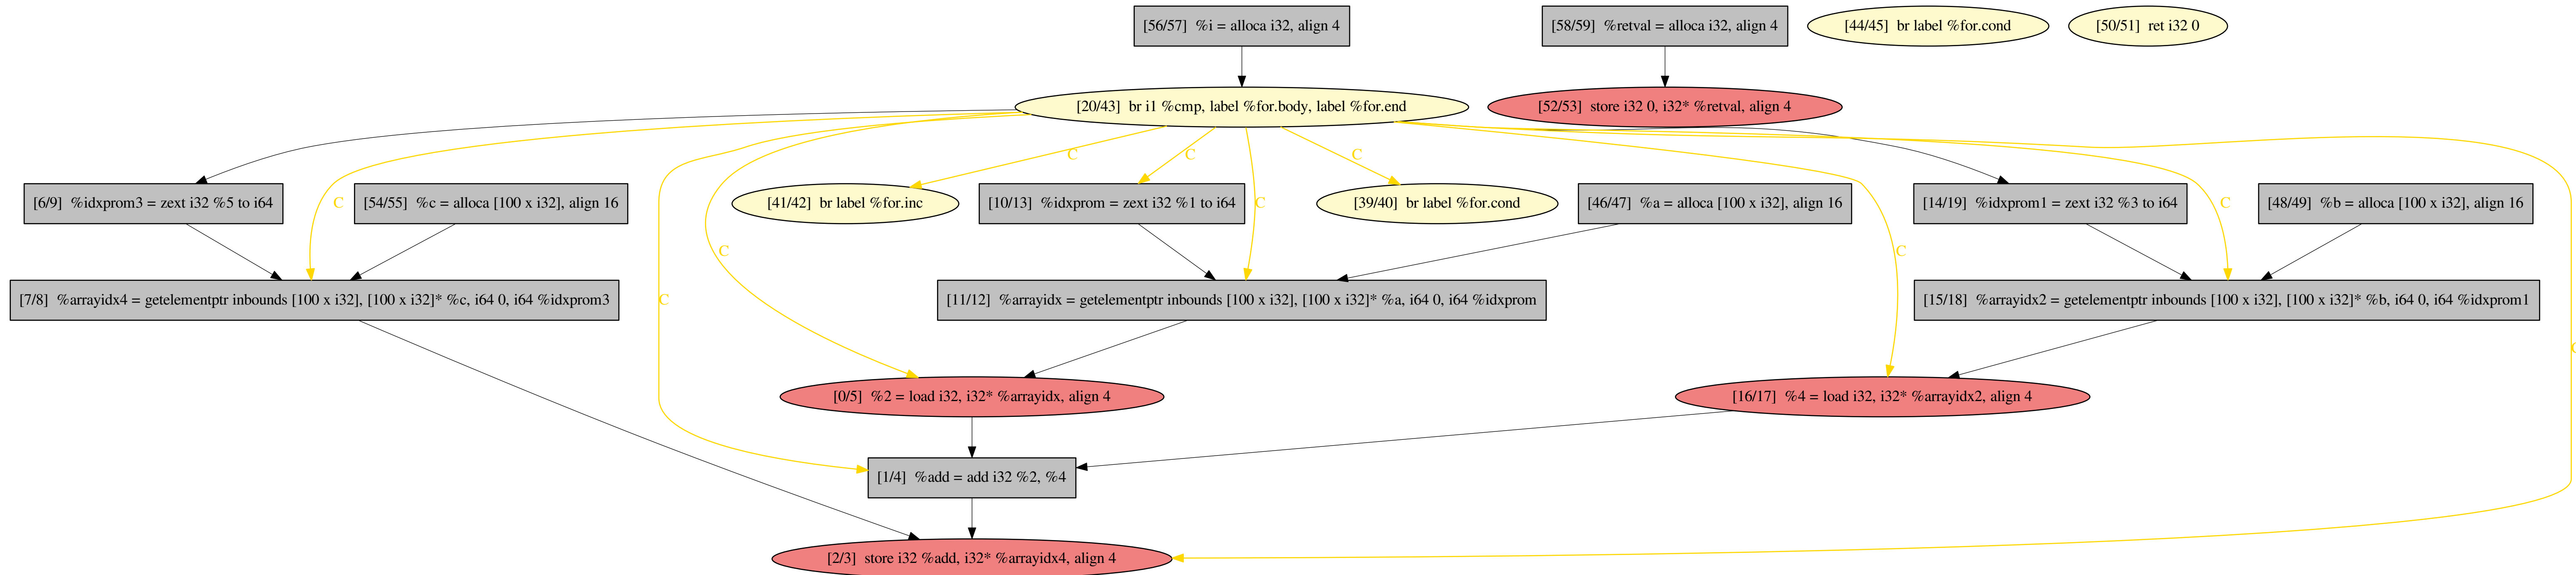 [56/57] %i = alloca i32, align 4
[58/59] %retval = alloca i32, align 4
[44/45] br label %for.cond
[50/51] ret i32 0
[20/43] br i1 %cmp, label %for.body, label %for.end
[52/53] store i32 0, i32* %retval, align 4
C
C
C
[6/9] %idxprom3 = zext i32 %5 to i64
C
[54/55] %c = alloca [100 x i32], align 16
[41/42] br label %for.inc
[10/13] %idxprom = zext i32 %1 to i64
C
[39/40] br label %for.cond
[46/47] %a = alloca [100 x i32], align 16
[14/19] %idxprom1 = zext i32 %3 to i64
C
[48/49] %b = alloca [100 x i32], align 16
C
C
[7/8] %arrayidx4 = getelementptr inbounds [100 x i32], [100 x i32]* %c, i64 0, i64 %idxprom3
C
[11/12] %arrayidx = getelementptr inbounds [100 x i32], [100 x i32]* %a, i64 0, i64 %idxprom
[15/18] %arrayidx2 = getelementptr inbounds [100 x i32], [100 x i32]* %b, i64 0, i64 %idxprom1
[0/5] %2 = load i32, i32* %arrayidx, align 4
[16/17] %4 = load i32, i32* %arrayidx2, align 4
[1/4] %add = add i32 %2, %4
[2/3] store i32 %add, i32* %arrayidx4, align 4